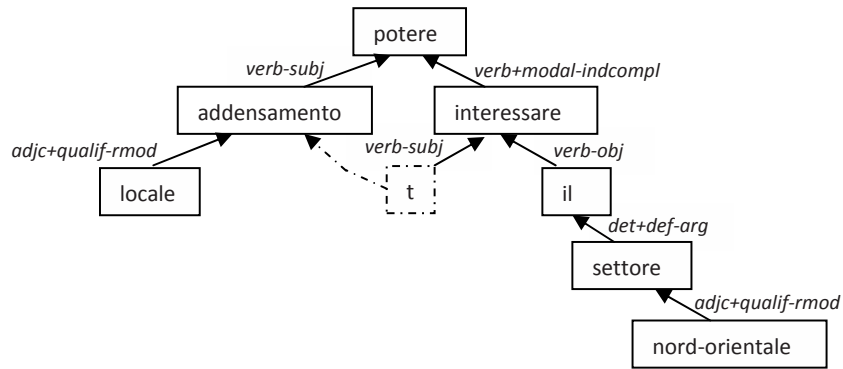 potere
verb-subj verb+modal-indcompl
addensamento interessare
adjc+qualif-rmod verb-subj verb-obj
locale t il
det+def-arg
settore
adjc+qualif-rmod
nord-orientale